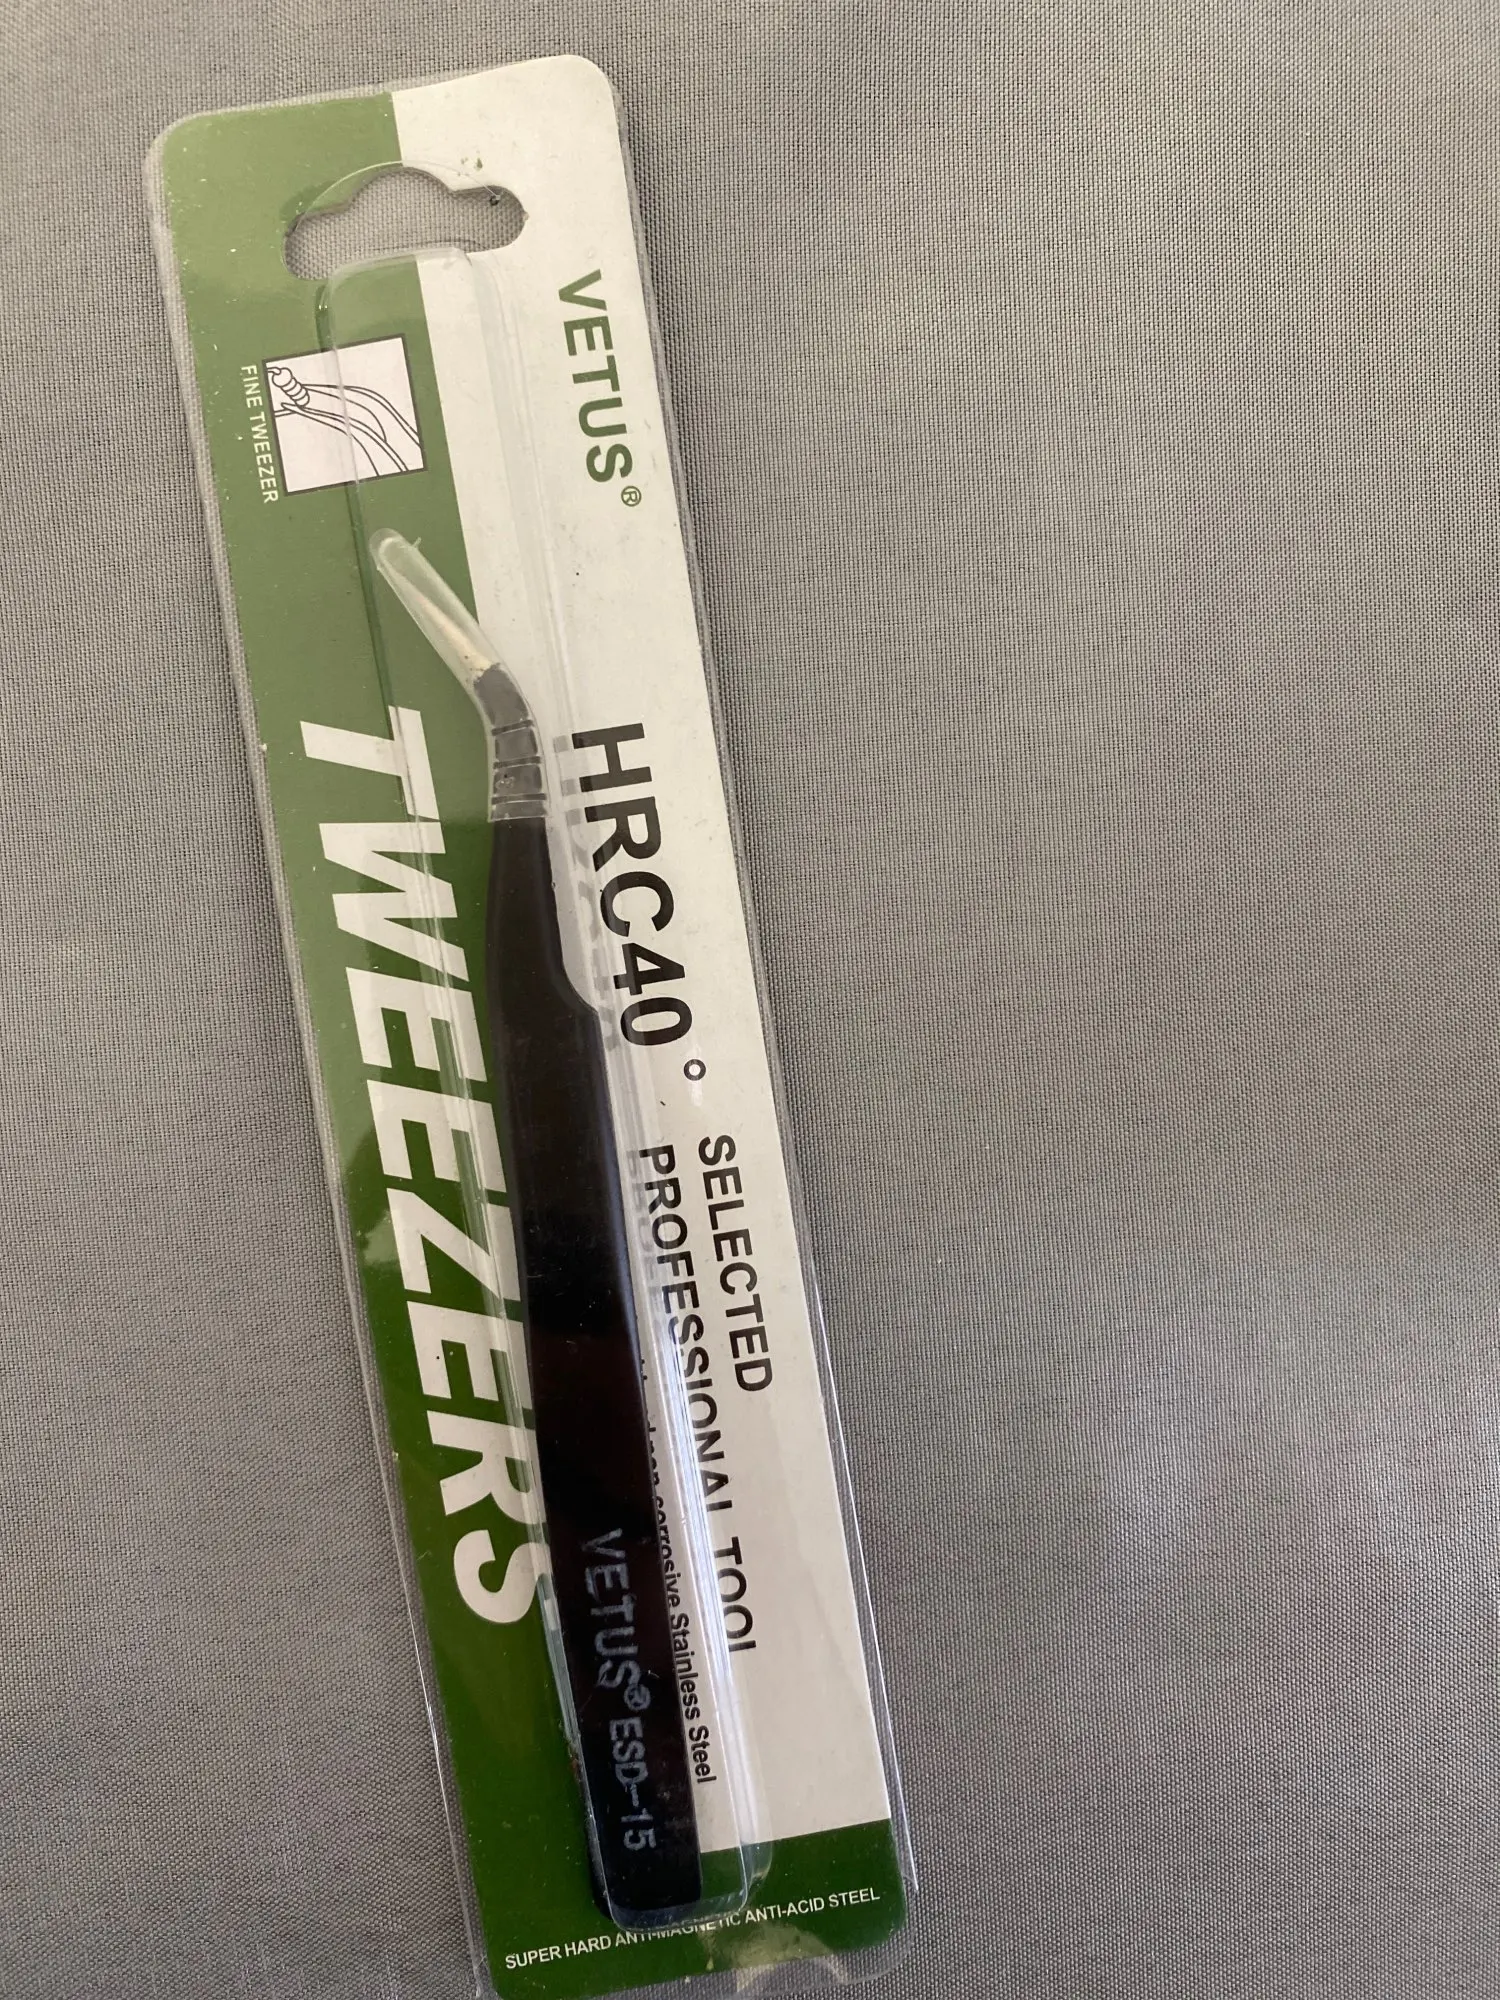 VETUS®
FINE TWEEZER
HRC40°
SELECTED
PROFESSIONAL TOOL
corrosive Stainless Steel
TWEEZERS
VETUS® ESD-15
SUPER HARD ANTI-MAGNETIC ANTI-ACID STEEL